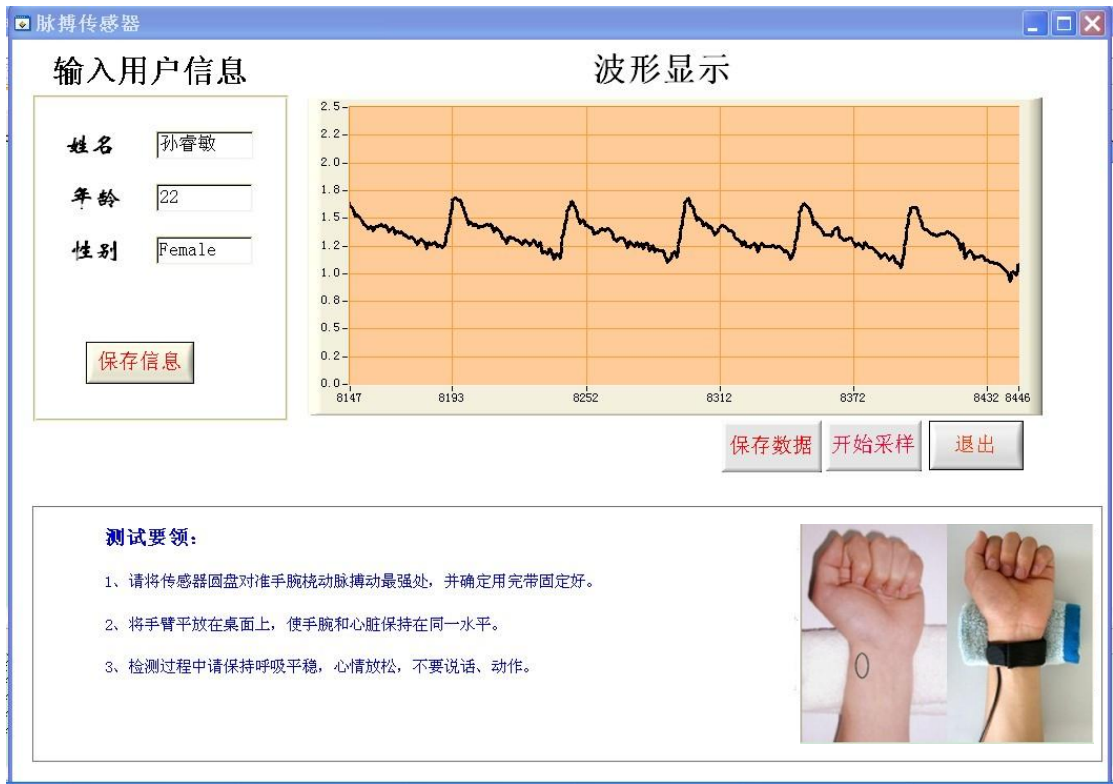 脉搏传感器
输入用户信息
波形显示
姓名 孙睿敏
年龄 22
性别 Female
保存信息
2.5
2.2
2.0
1.8
1.5
1.2
1.0
0.8
0.5
0.2
0.0
8147 8193 8252 8312 8372 8432 8446
保存数据 开始采样 退出
测试要领:
1、请将传感器圆盘对准手腕桡动脉搏动最强处，并确定用完带固定好。
2、将手臂平放在桌面上，使手腕和心脏保持在同一水平。
3、检测过程中请保持呼吸平稳，心情放松，不要说话、动作。